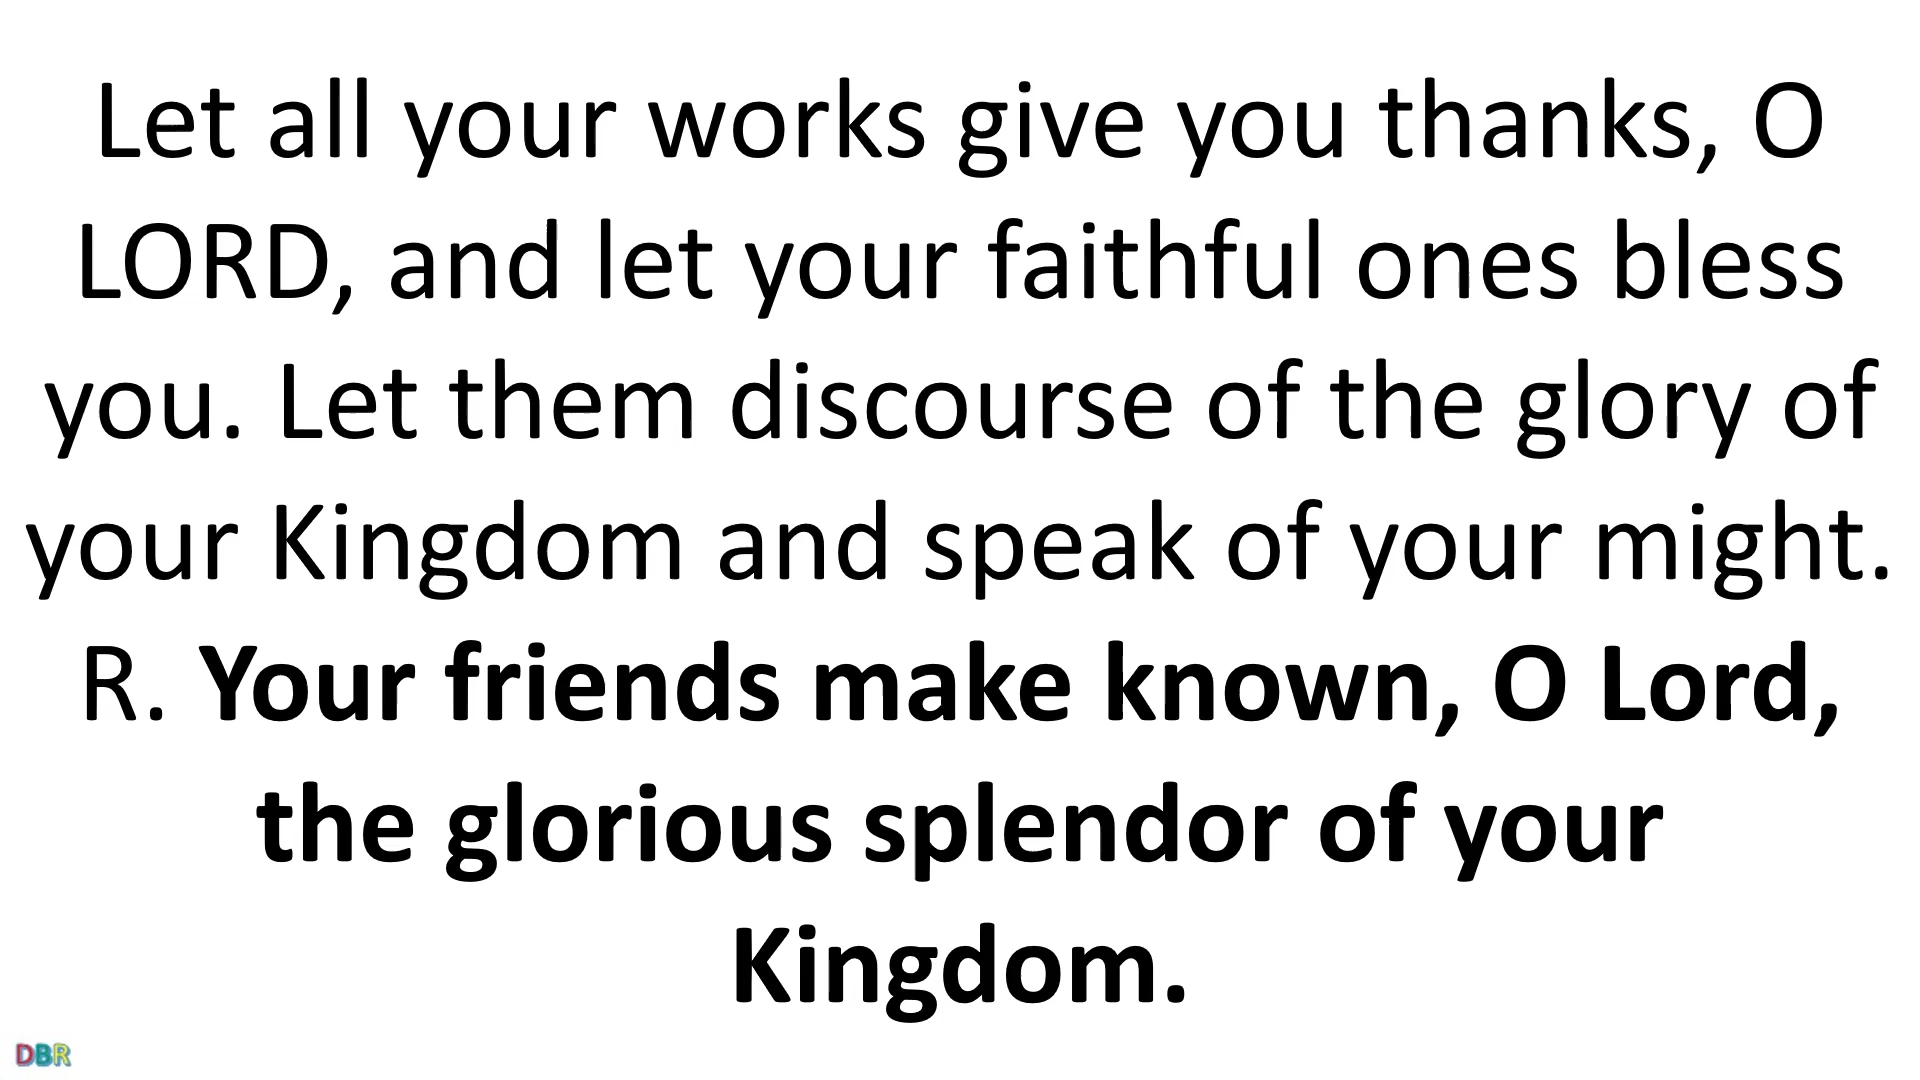 Let all your works give you thanks, O
LORD, and let your faithful ones bless
you. Let them discourse of the glory of
your Kingdom and speak of your might.
R. Your friends make known, O Lord,
the glorious splendor of your
Kingdom.
DBR